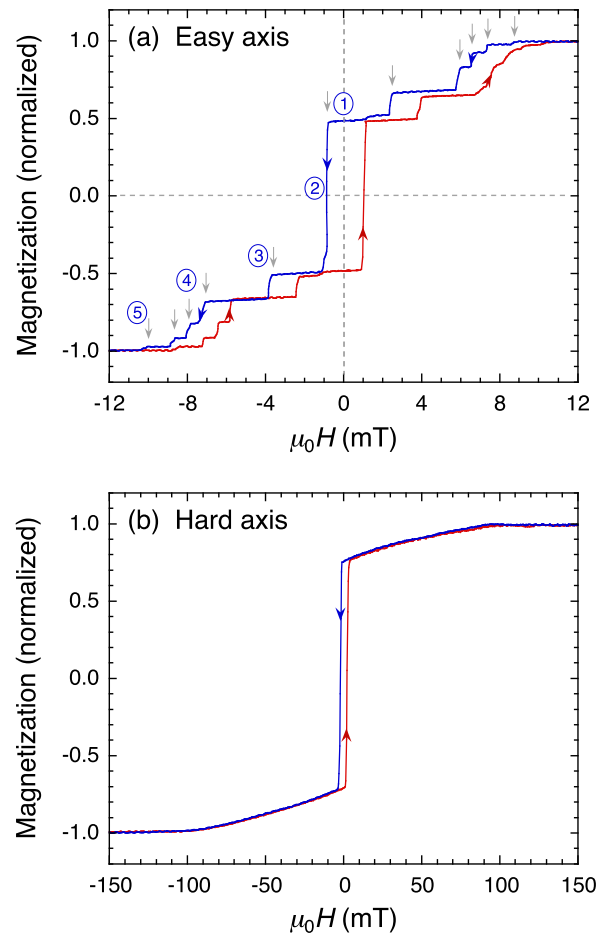 (a) Easy axis
Magnetization (normalized)
1.0
0.5
0.0
-0.5
-1.0
1
2
3
4
5
-12 -8 -4 0 4 8 12
μ₀H (mT)
(b) Hard axis
Magnetization (normalized)
1.0
0.5
0.0
-0.5
-1.0
-150 -100 -50 0 50 100 150
μ₀H (mT)